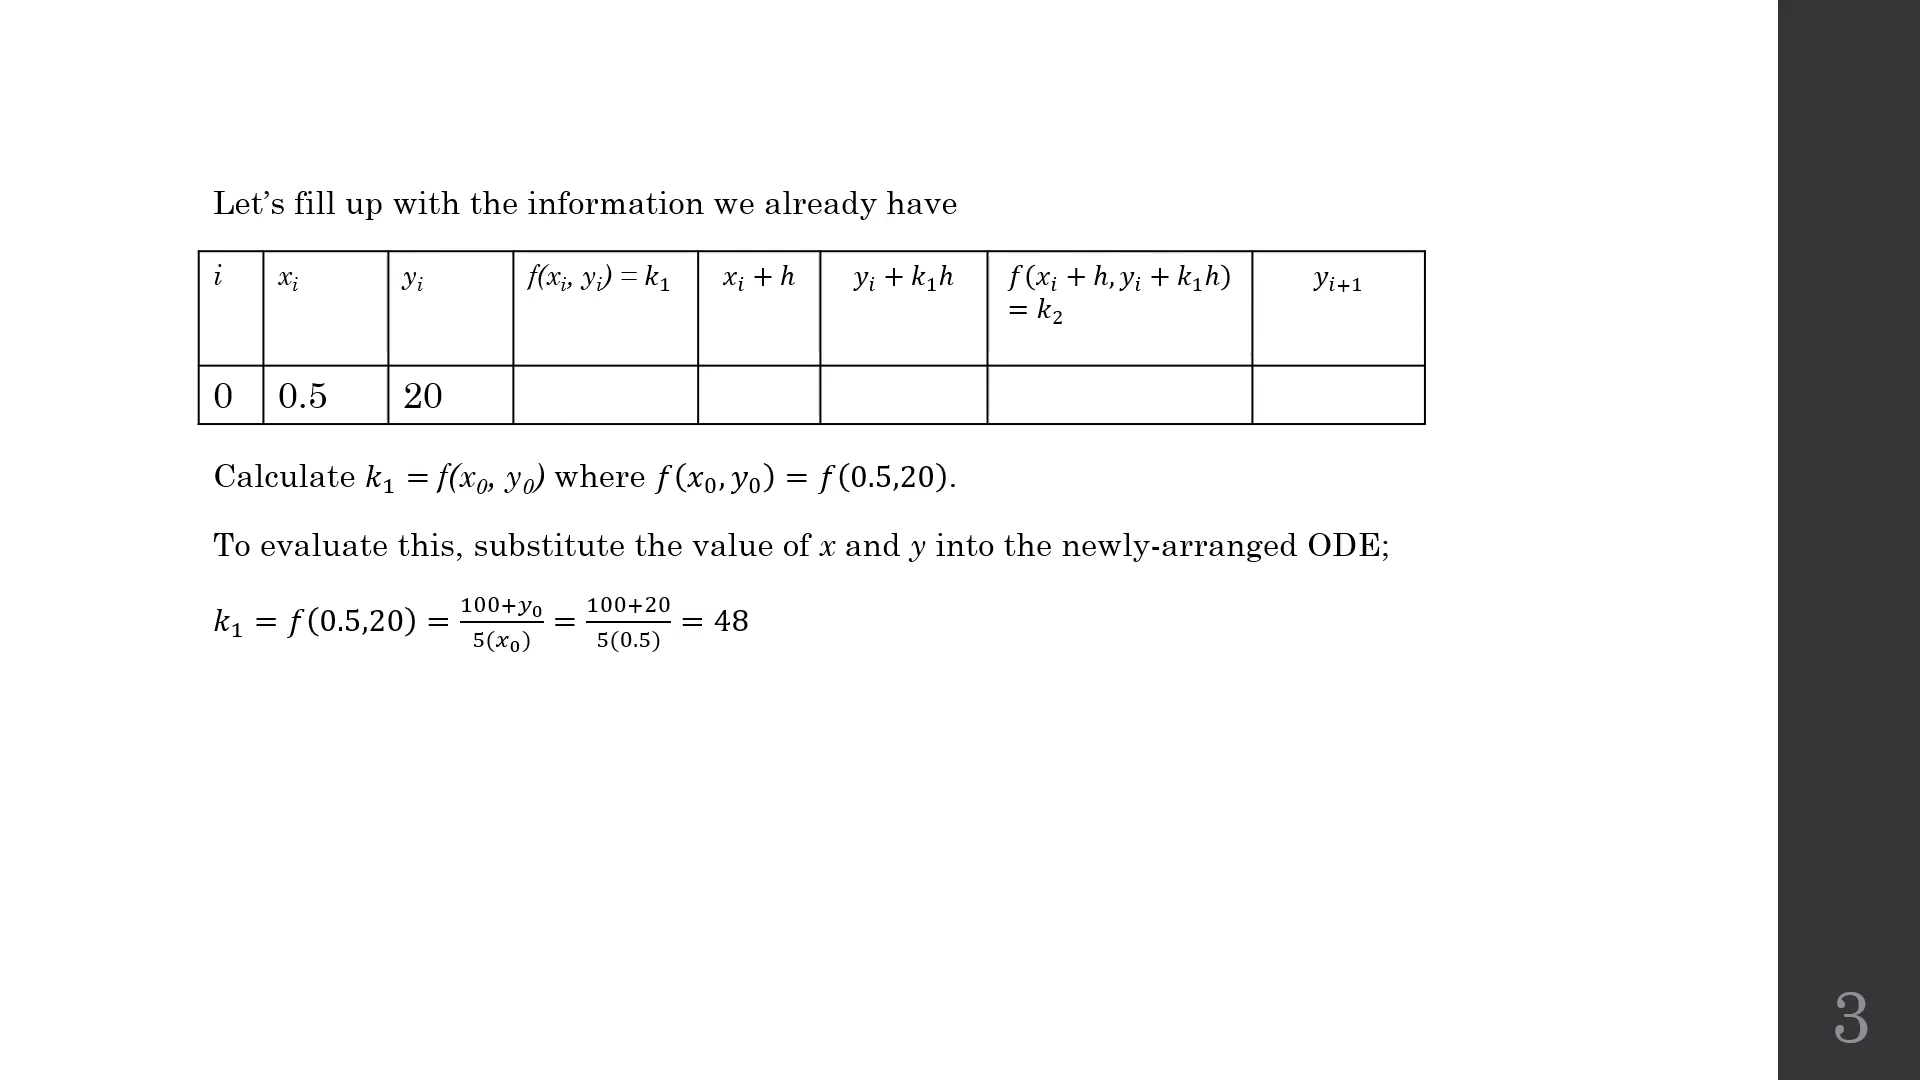 Let’s fill up with the information we already have
i xᵢ yᵢ f(xᵢ, yᵢ) = k₁ xᵢ + h yᵢ + k₁h f(xᵢ + h, yᵢ + k₁h) = k₂ yᵢ₊₁
0 0.5 20
Calculate k₁ = f(x₀, y₀) where f(x₀, y₀) = f(0.5,20).
To evaluate this, substitute the value of x and y into the newly-arranged ODE;
k₁ = f(0.5,20) = (100+y₀)/(5(x₀)) = (100+20)/(5(0.5)) = 48
3